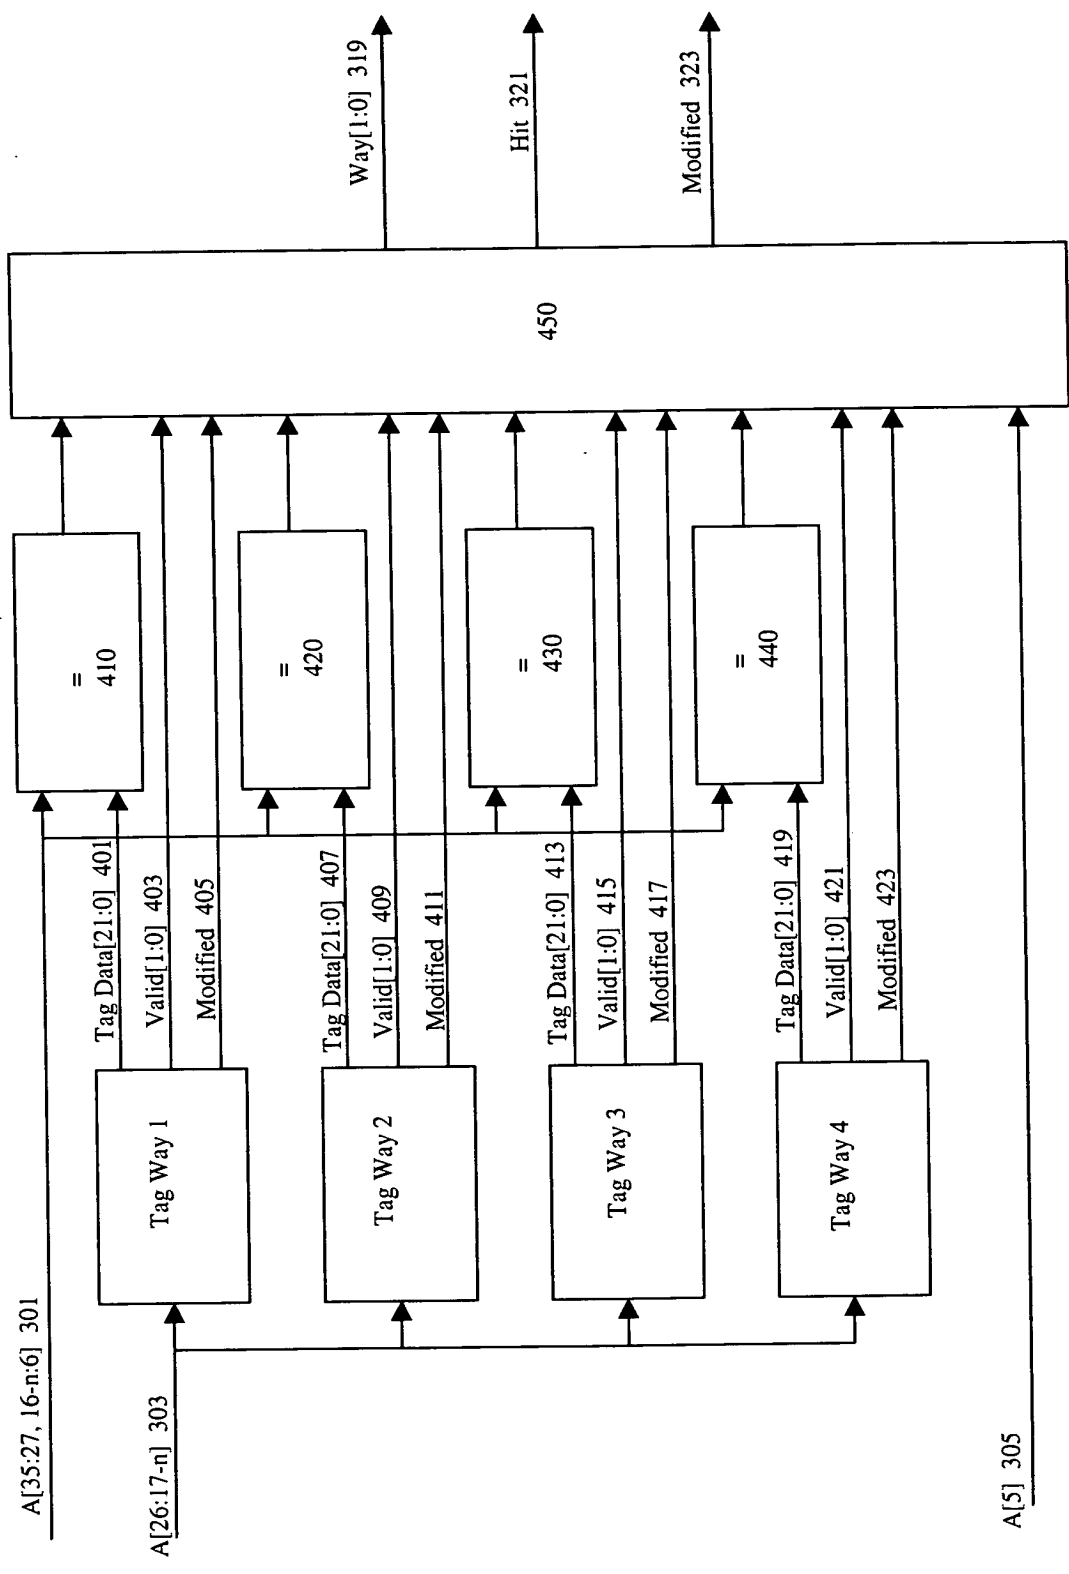 A[35:27, 16-n:6] 301
A[26:17-n] 303
A[5] 305
Tag Way 1
Tag Data[21:0] 401
Valid[1:0] 403
Modified 405
Tag Way 2
Tag Data[21:0] 407
Valid[1:0] 409
Modified 411
Tag Way 3
Tag Data[21:0] 413
Valid[1:0] 415
Modified 417
Tag Way 4
Tag Data[21:0] 419
Valid[1:0] 421
Modified 423
=
410
=
420
=
430
=
440
450
Way[1:0] 319
Hit 321
Modified 323